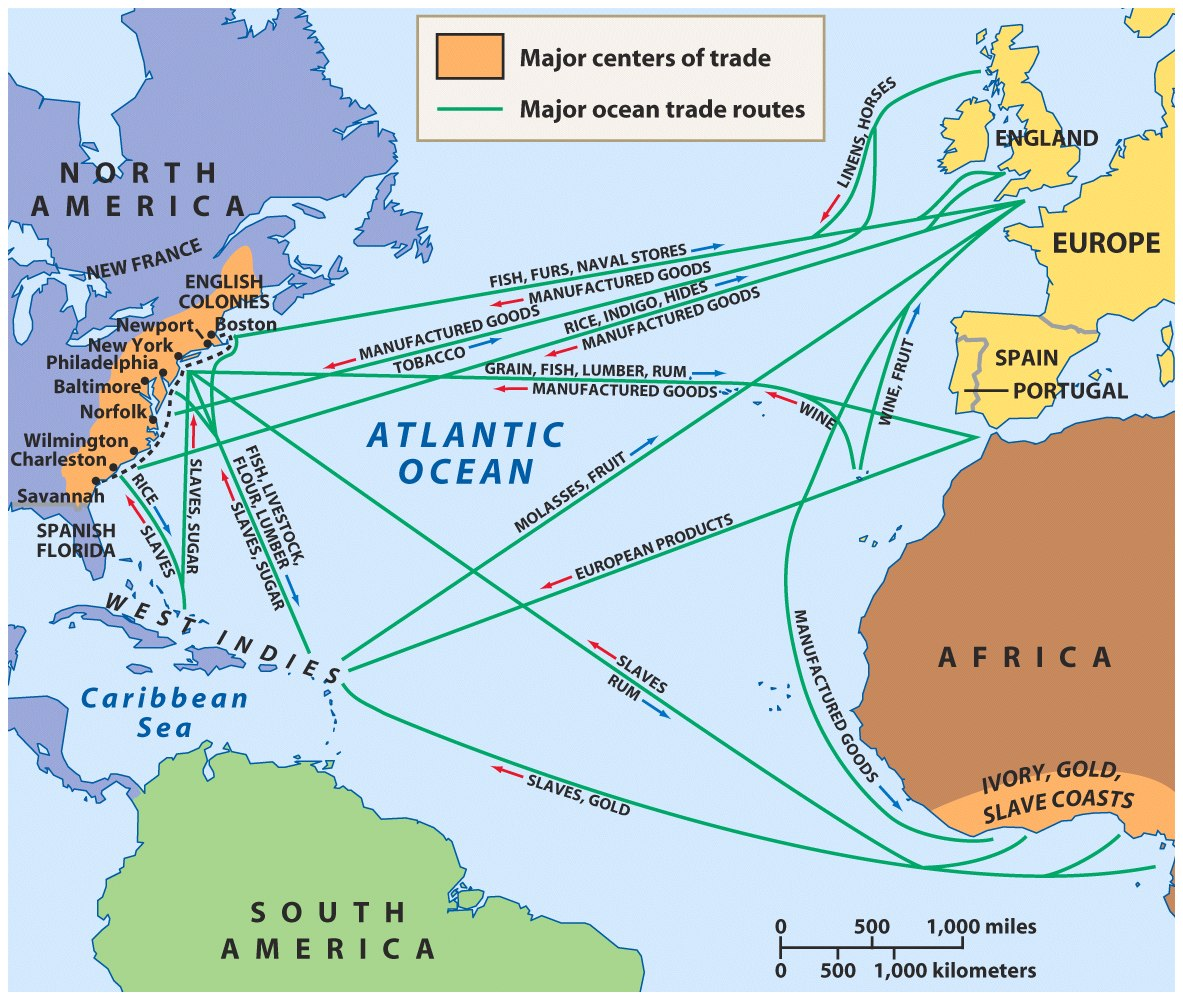 Major centers of trade
Major ocean trade routes
NORTH
AMERICA
NEW FRANCE
ENGLISH
COLONIES
Newport
Boston
New York
Philadelphia
Baltimore
Norfolk
Wilmington
Charleston
Savannah
SPANISH
FLORIDA
WEST INDIES
Caribbean
Sea
ATLANTIC
OCEAN
LINENS, HORSES
ENGLAND
EUROPE
SPAIN
PORTUGAL
FISH, FURS, NAVAL STORES
MANUFACTURED GOODS
MANUFACTURED GOODS
TOBACCO
RICE, INDIGO, HIDES
MANUFACTURED GOODS
GRAIN, FISH, LUMBER, RUM
MANUFACTURED GOODS
WINE
WINE, FRUIT
RICE
SLAVES
SLAVES, SUGAR
FISH, LIVESTOCK,
FLOUR, LUMBER
SLAVES, SUGAR
MOLASSES, FRUIT
EUROPEAN PRODUCTS
SLAVES
RUM
MANUFACTURED GOODS
SLAVES, GOLD
AFRICA
IVORY, GOLD,
SLAVE COASTS
SOUTH
AMERICA
0 500 1,000 miles
0 500 1,000 kilometers